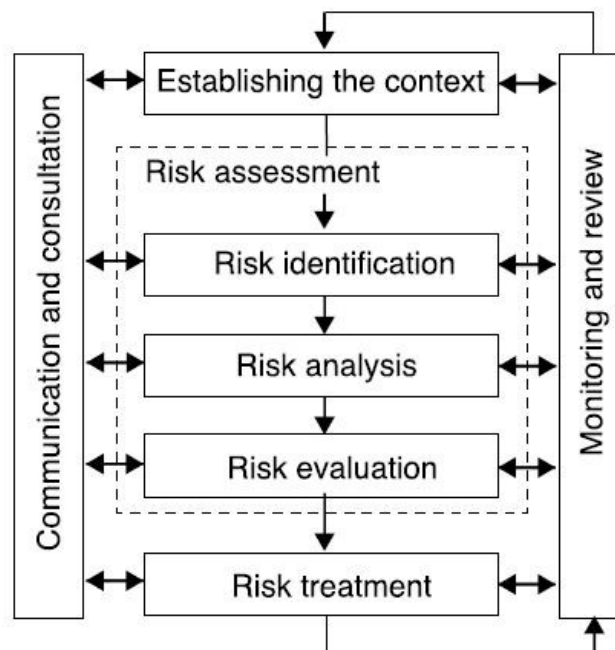 Establishing the context
Communication and consultation
Risk assessment
Monitoring and review
Risk identification
Risk analysis
Risk evaluation
Risk treatment